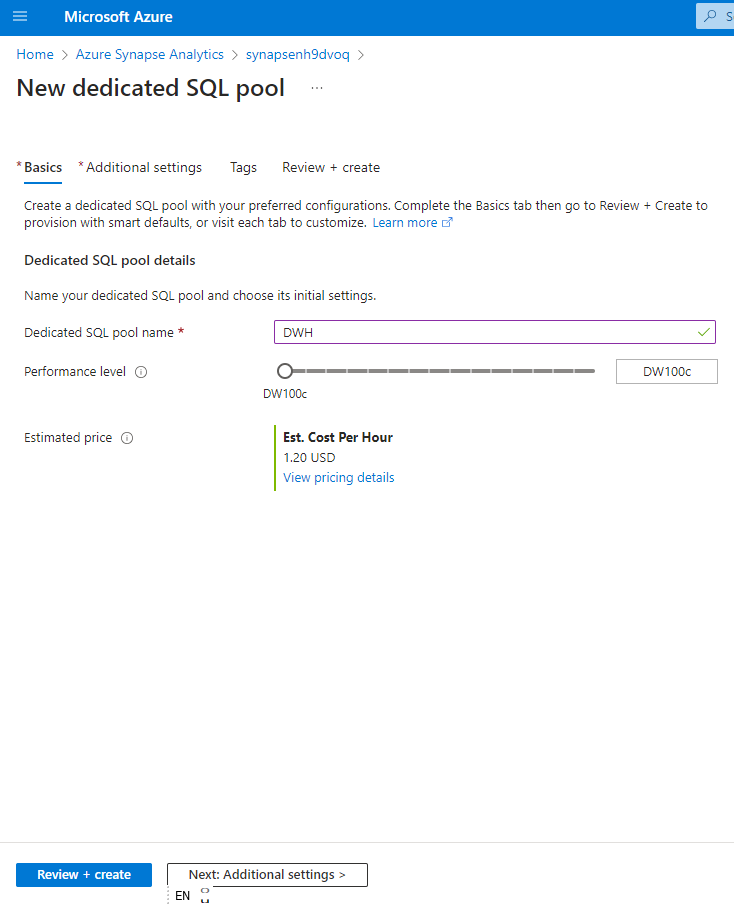 Microsoft Azure
S
Home > Azure Synapse Analytics > synapsenh9dvoq >
New dedicated SQL pool ...
* Basics * Additional settings Tags Review + create
Create a dedicated SQL pool with your preferred configurations. Complete the Basics tab then go to Review + Create to
provision with smart defaults, or visit each tab to customize. Learn more
Dedicated SQL pool details
Name your dedicated SQL pool and choose its initial settings.
Dedicated SQL pool name * DWH
Performance level DW100c
DW100c
Estimated price Est. Cost Per Hour
1.20 USD
View pricing details
Review + create Next: Additional settings >
EN